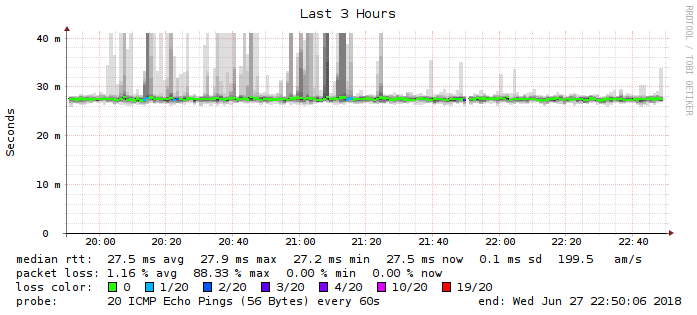 Last 3 Hours
RRDTOOL / TOBI OETIKER
Seconds
40 m
30 m
20 m
10 m
0
20:00 20:20 20:40 21:00 21:20 21:40 22:00 22:20 22:40
median rtt: 27.5 ms avg 27.9 ms max 27.2 ms min 27.5 ms now 0.1 ms sd 199.5 am/s
packet loss: 1.16 % avg 88.33 % max 0.00 % min 0.00 % now
loss color: 0 1/20 2/20 3/20 4/20 10/20 19/20
probe: 20 ICMP Echo Pings (56 Bytes) every 60s end: Wed Jun 27 22:50:06 2018